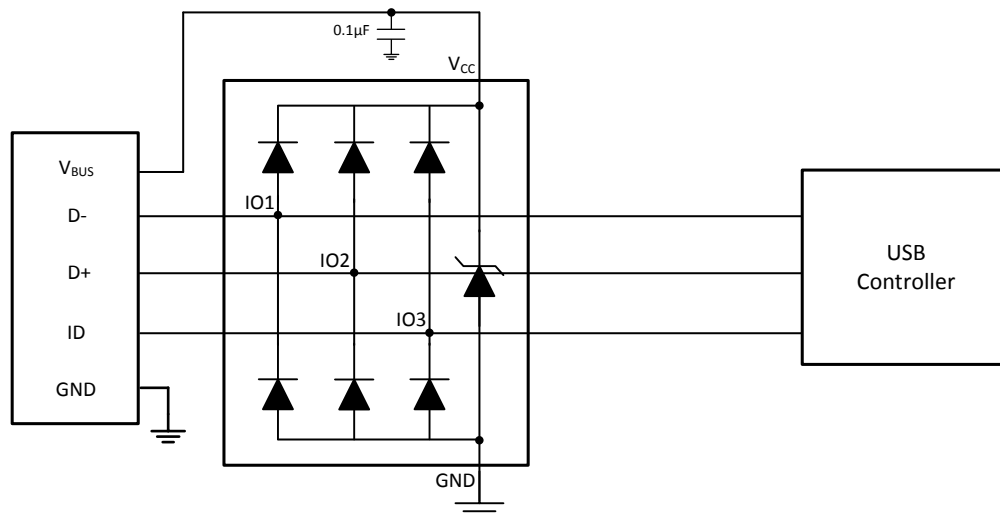 0.1µF
VCC
VBUS
D-
IO1
D+
IO2
ID
IO3
GND
GND
USB
Controller